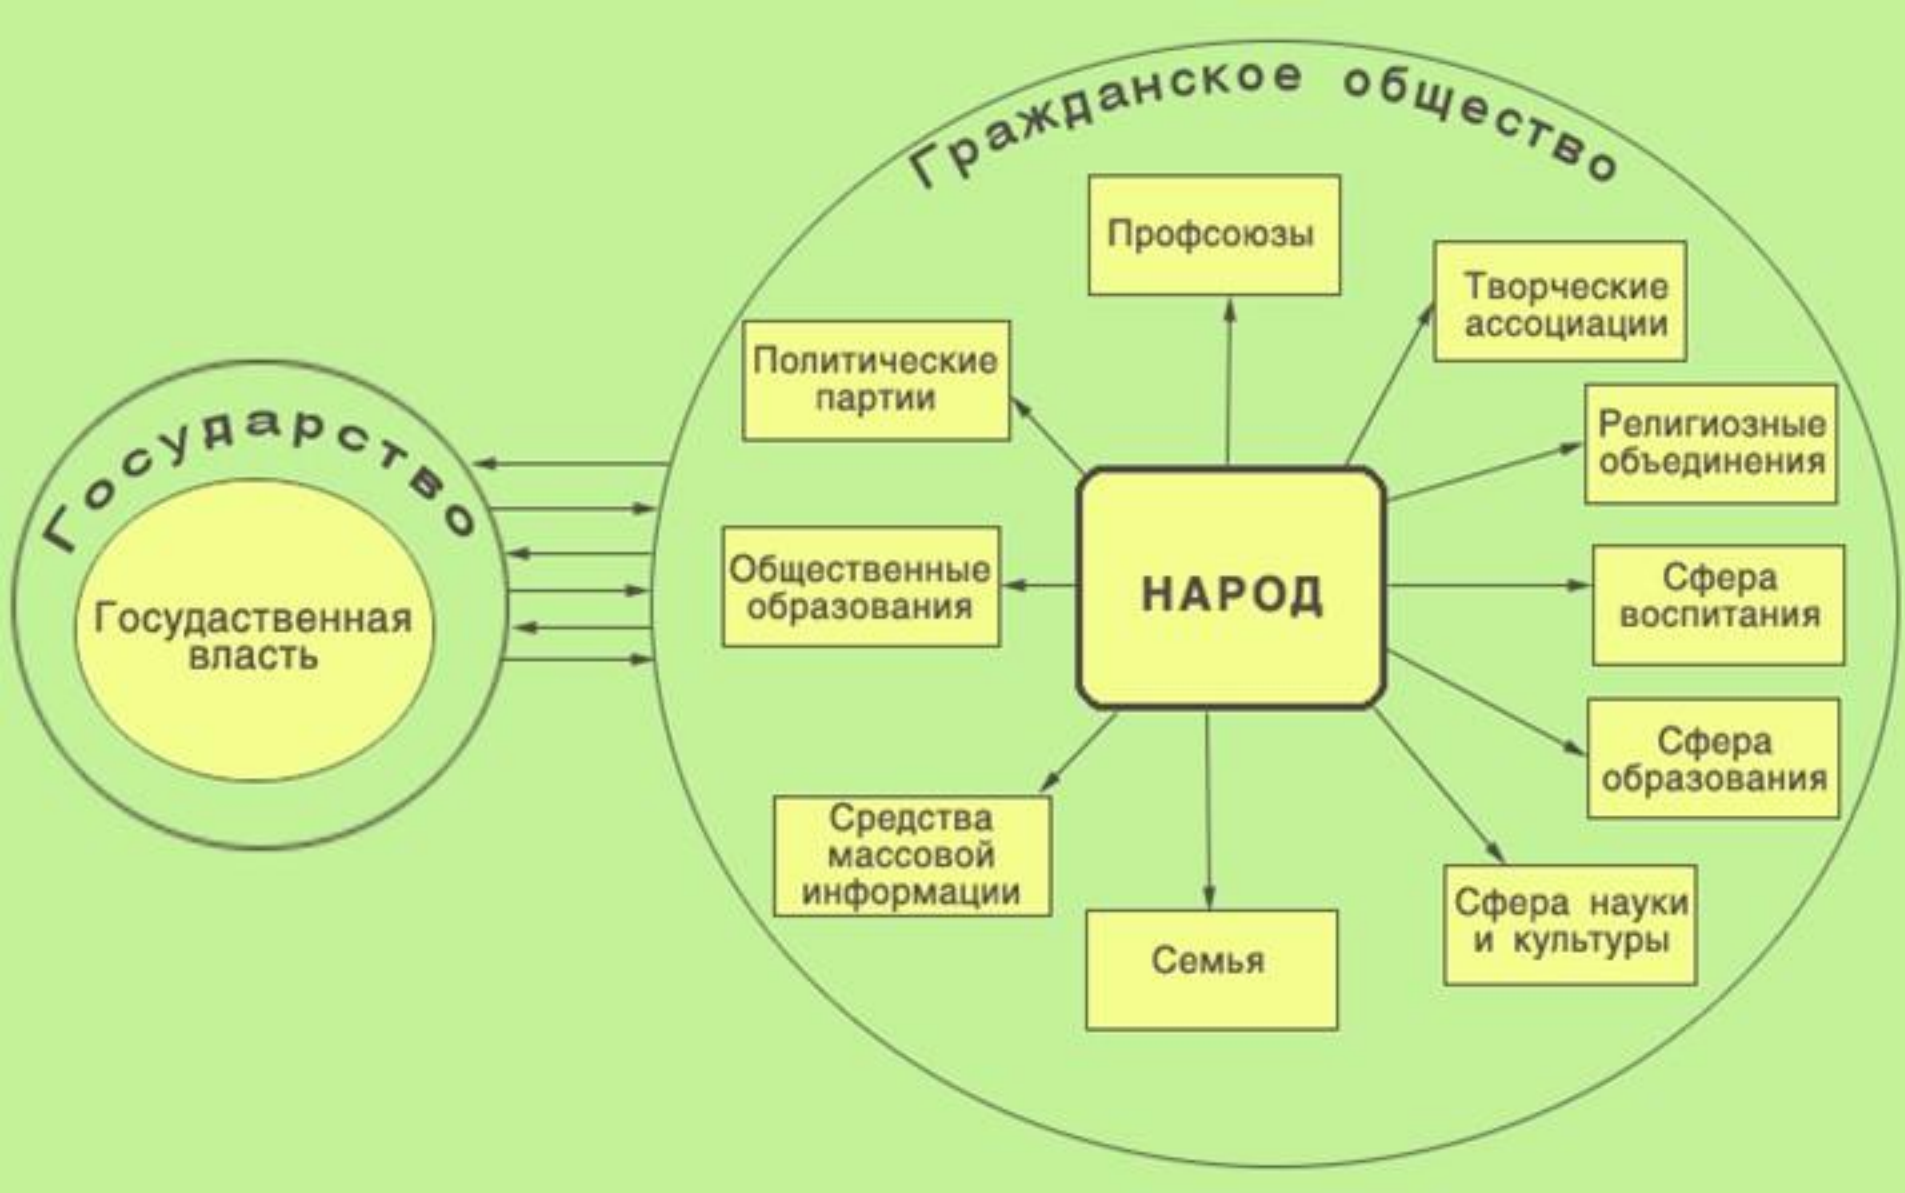 Гражданское общество
Профсоюзы
Творческие
ассоциации
Политические
партии
Религиозные
объединения
Государство
Госудаственная
власть
Общественные
образования
НАРОД
Сфера
воспитания
Сфера
образования
Средства
массовой
информации
Семья
Сфера науки
и культуры